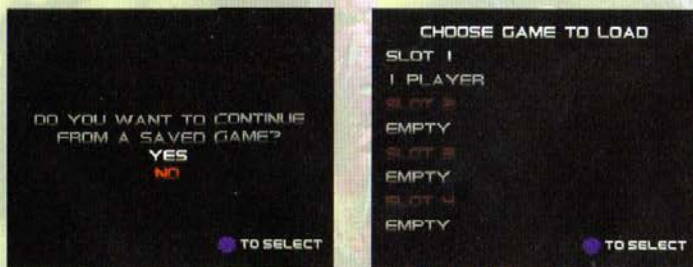 DO YOU WANT TO CONTINUE
FROM A SAVED GAME?
YES
NO
TO SELECT
CHOOSE GAME TO LOAD
SLOT 1
1 PLAYER
SLOT 2
EMPTY
SLOT 3
EMPTY
SLOT 4
EMPTY
TO SELECT